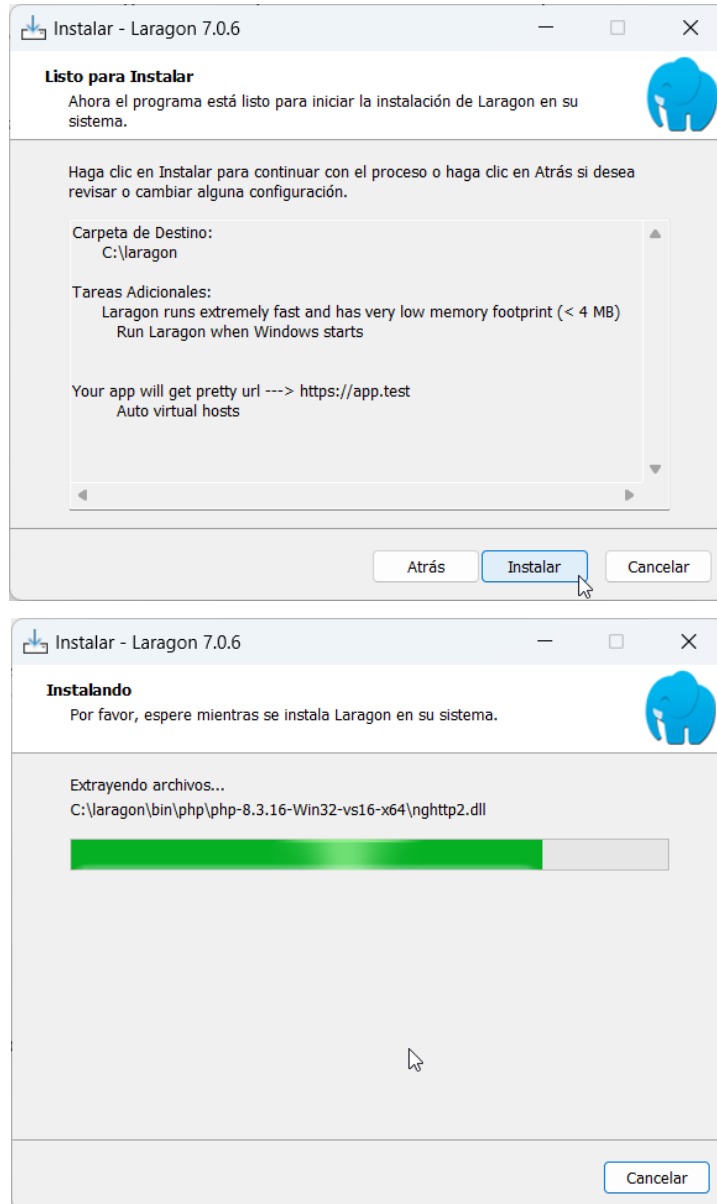 Instalar - Laragon 7.0.6
Listo para Instalar
Ahora el programa está listo para iniciar la instalación de Laragon en su
sistema.
Haga clic en Instalar para continuar con el proceso o haga clic en Atrás si desea
revisar o cambiar alguna configuración.
Carpeta de Destino:
C:\laragon
Tareas Adicionales:
Laragon runs extremely fast and has very low memory footprint (< 4 MB)
Run Laragon when Windows starts
Your app will get pretty url ---> https://app.test
Auto virtual hosts
Atrás Instalar Cancelar
Instalar - Laragon 7.0.6
Instalando
Por favor, espere mientras se instala Laragon en su sistema.
Extrayendo archivos...
C:\laragon\bin\php\php-8.3.16-Win32-vs16-x64\nghttp2.dll
Cancelar